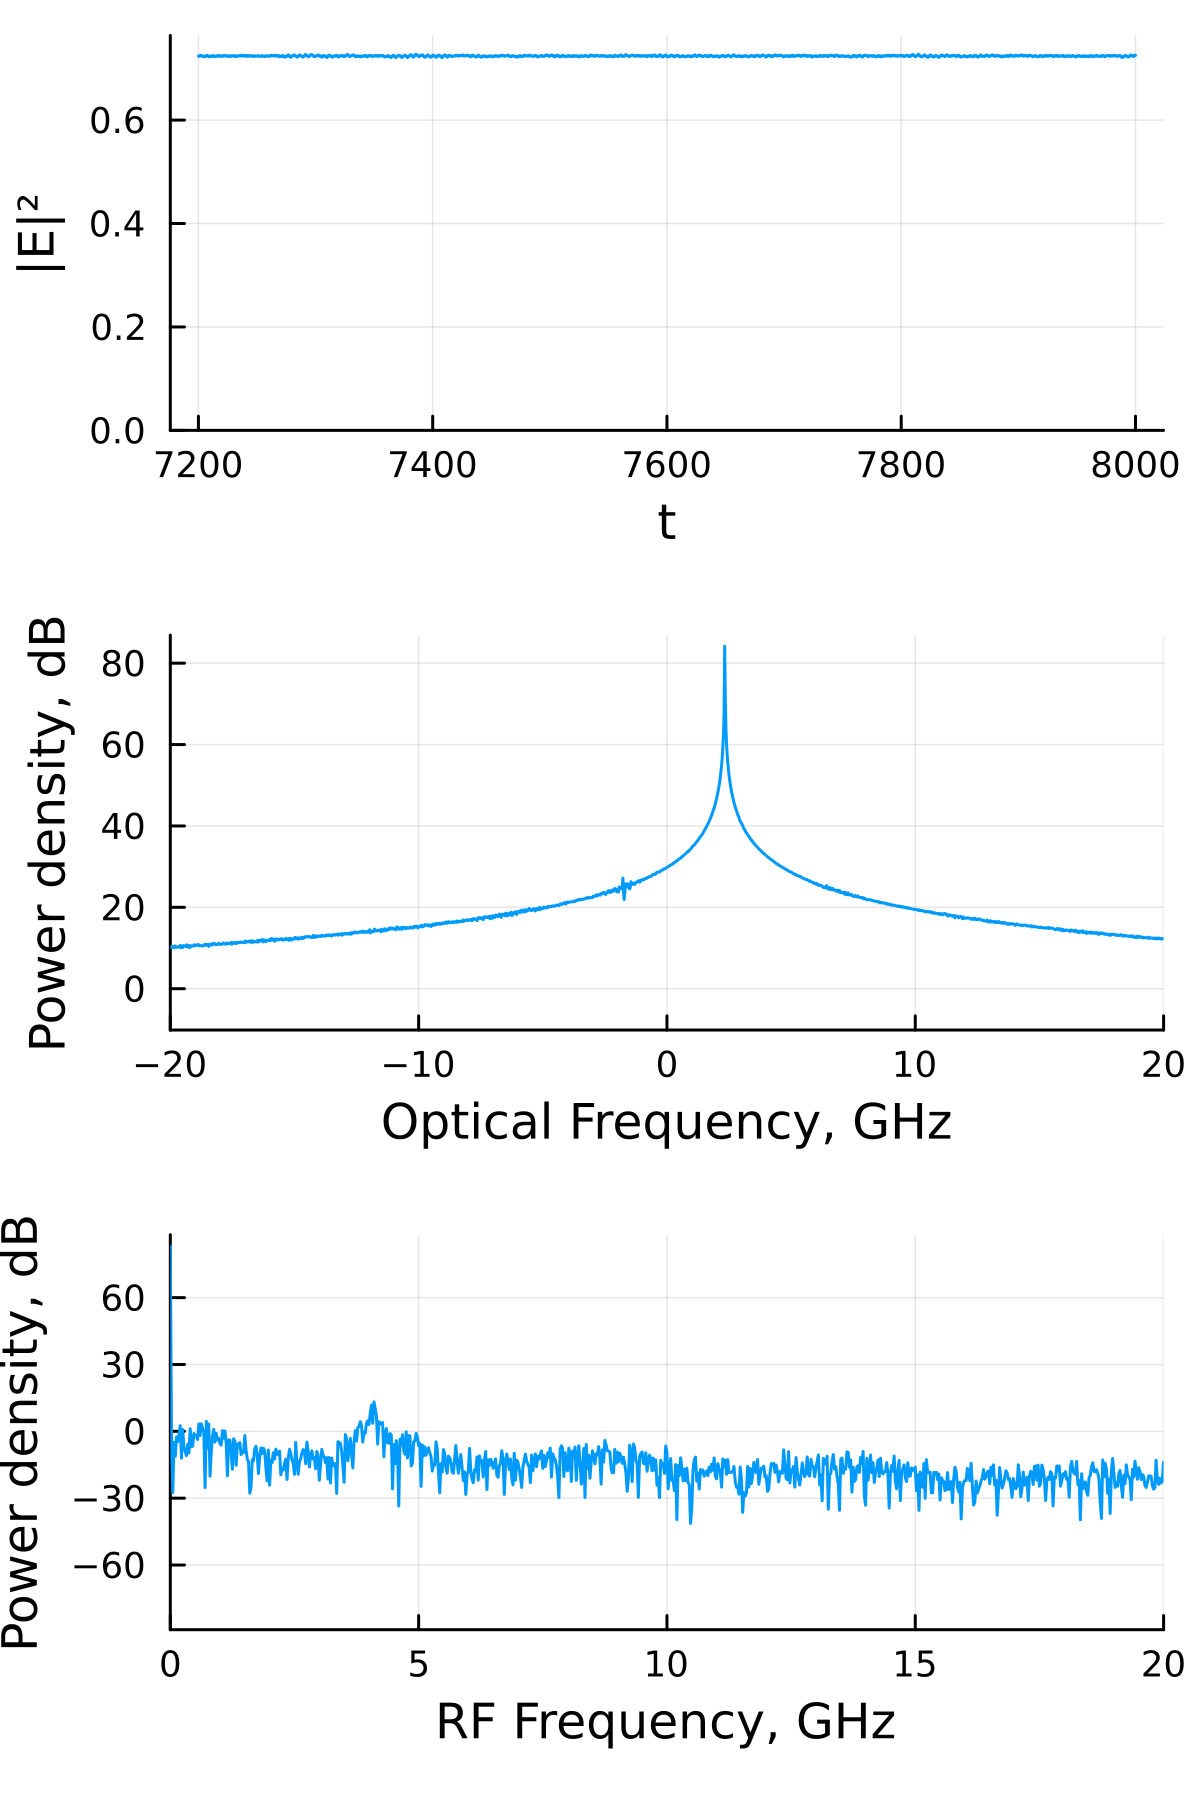 |E|²
0.6
0.4
0.2
0.0
7200 7400 7600 7800 8000
t
Power density, dB
80
60
40
20
0
−20 −10 0 10 20
Optical Frequency, GHz
Power density, dB
60
30
0
−30
−60
0 5 10 15 20
RF Frequency, GHz